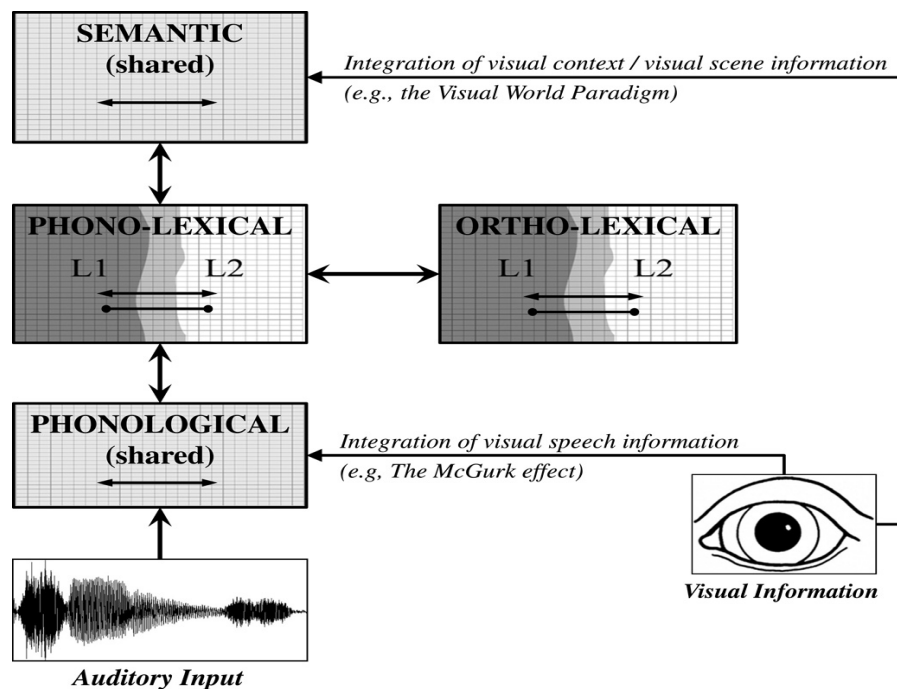 SEMANTIC
(shared)
Integration of visual context / visual scene information
(e.g., the Visual World Paradigm)
PHONO-LEXICAL
L1 L2
ORTHO-LEXICAL
L1 L2
PHONOLOGICAL
(shared)
Integration of visual speech information
(e.g, The McGurk effect)
Visual Information
Auditory Input